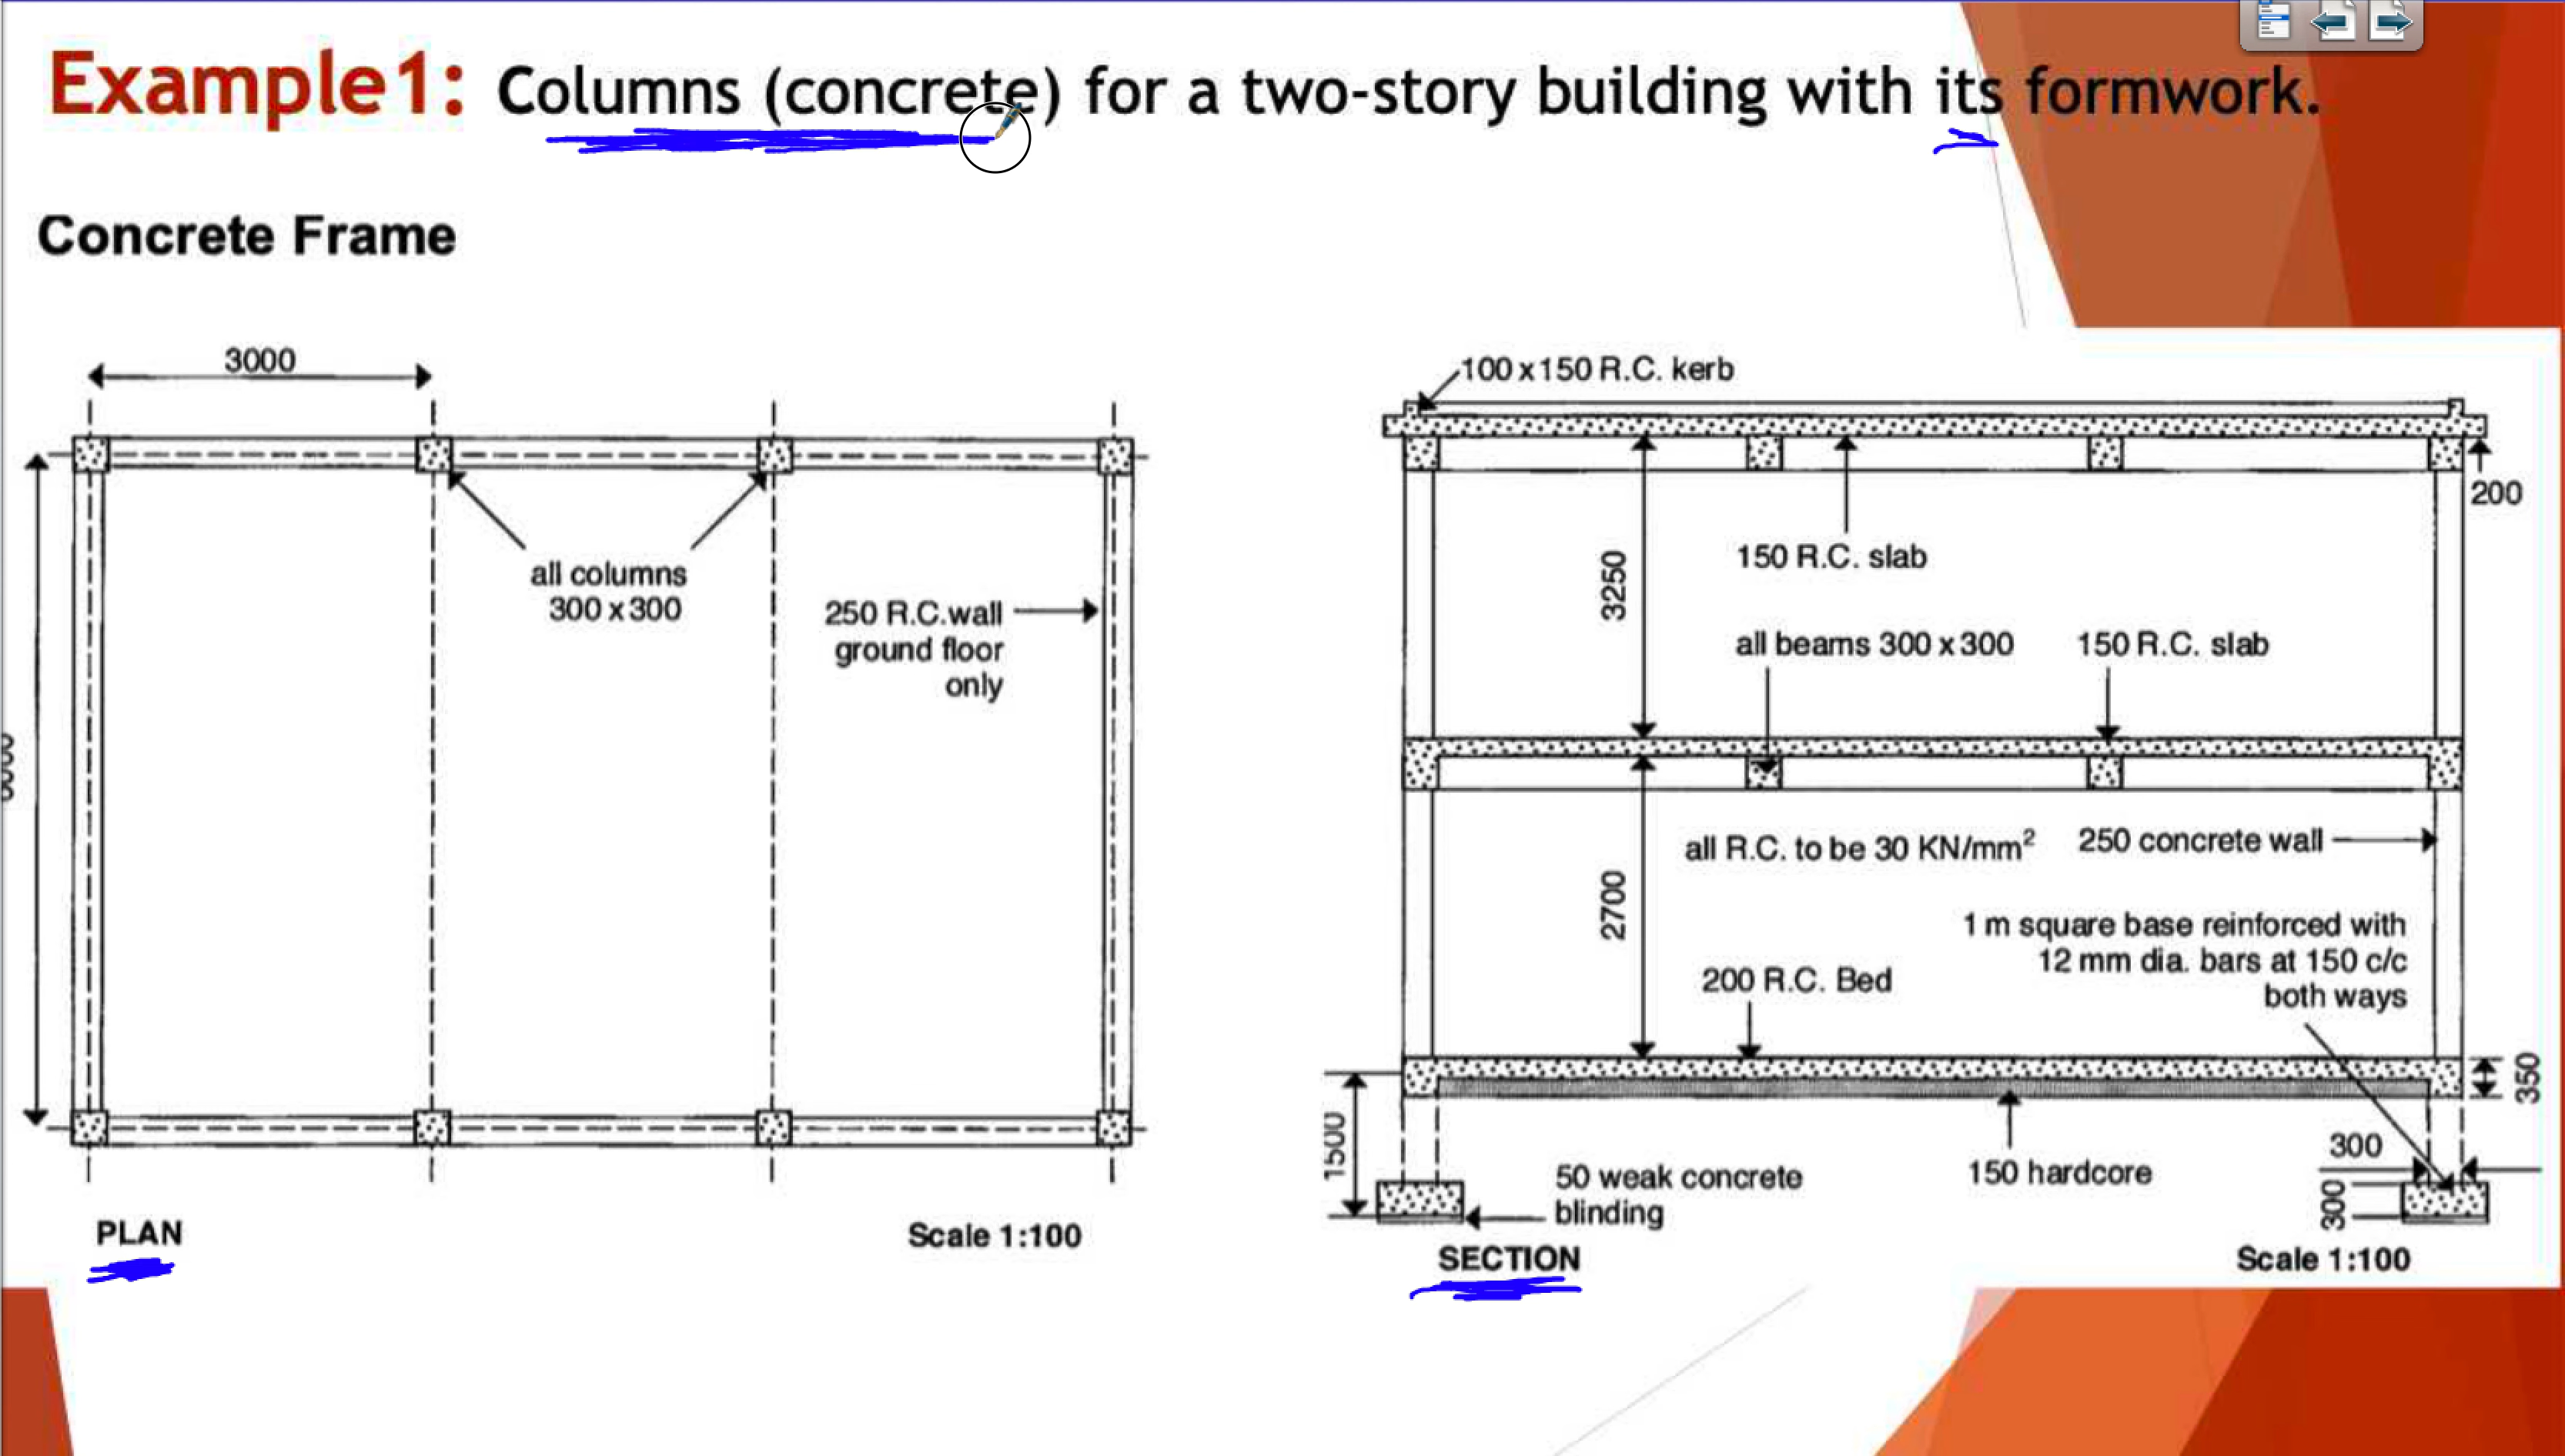 Example1: Columns (concrete) for a two-story building with its formwork.
Concrete Frame
3000
all columns
300 x 300
250 R.C.wall
ground floor
only
PLAN
Scale 1:100
100 x 150 R.C. kerb
200
150 R.C. slab
3250
all beams 300 x 300
150 R.C. slab
all R.C. to be 30 KN/mm²
250 concrete wall
2700
1 m square base reinforced with
12 mm dia. bars at 150 c/c
both ways
200 R.C. Bed
350
1500
300
150 hardcore
50 weak concrete
blinding
300
SECTION
Scale 1:100